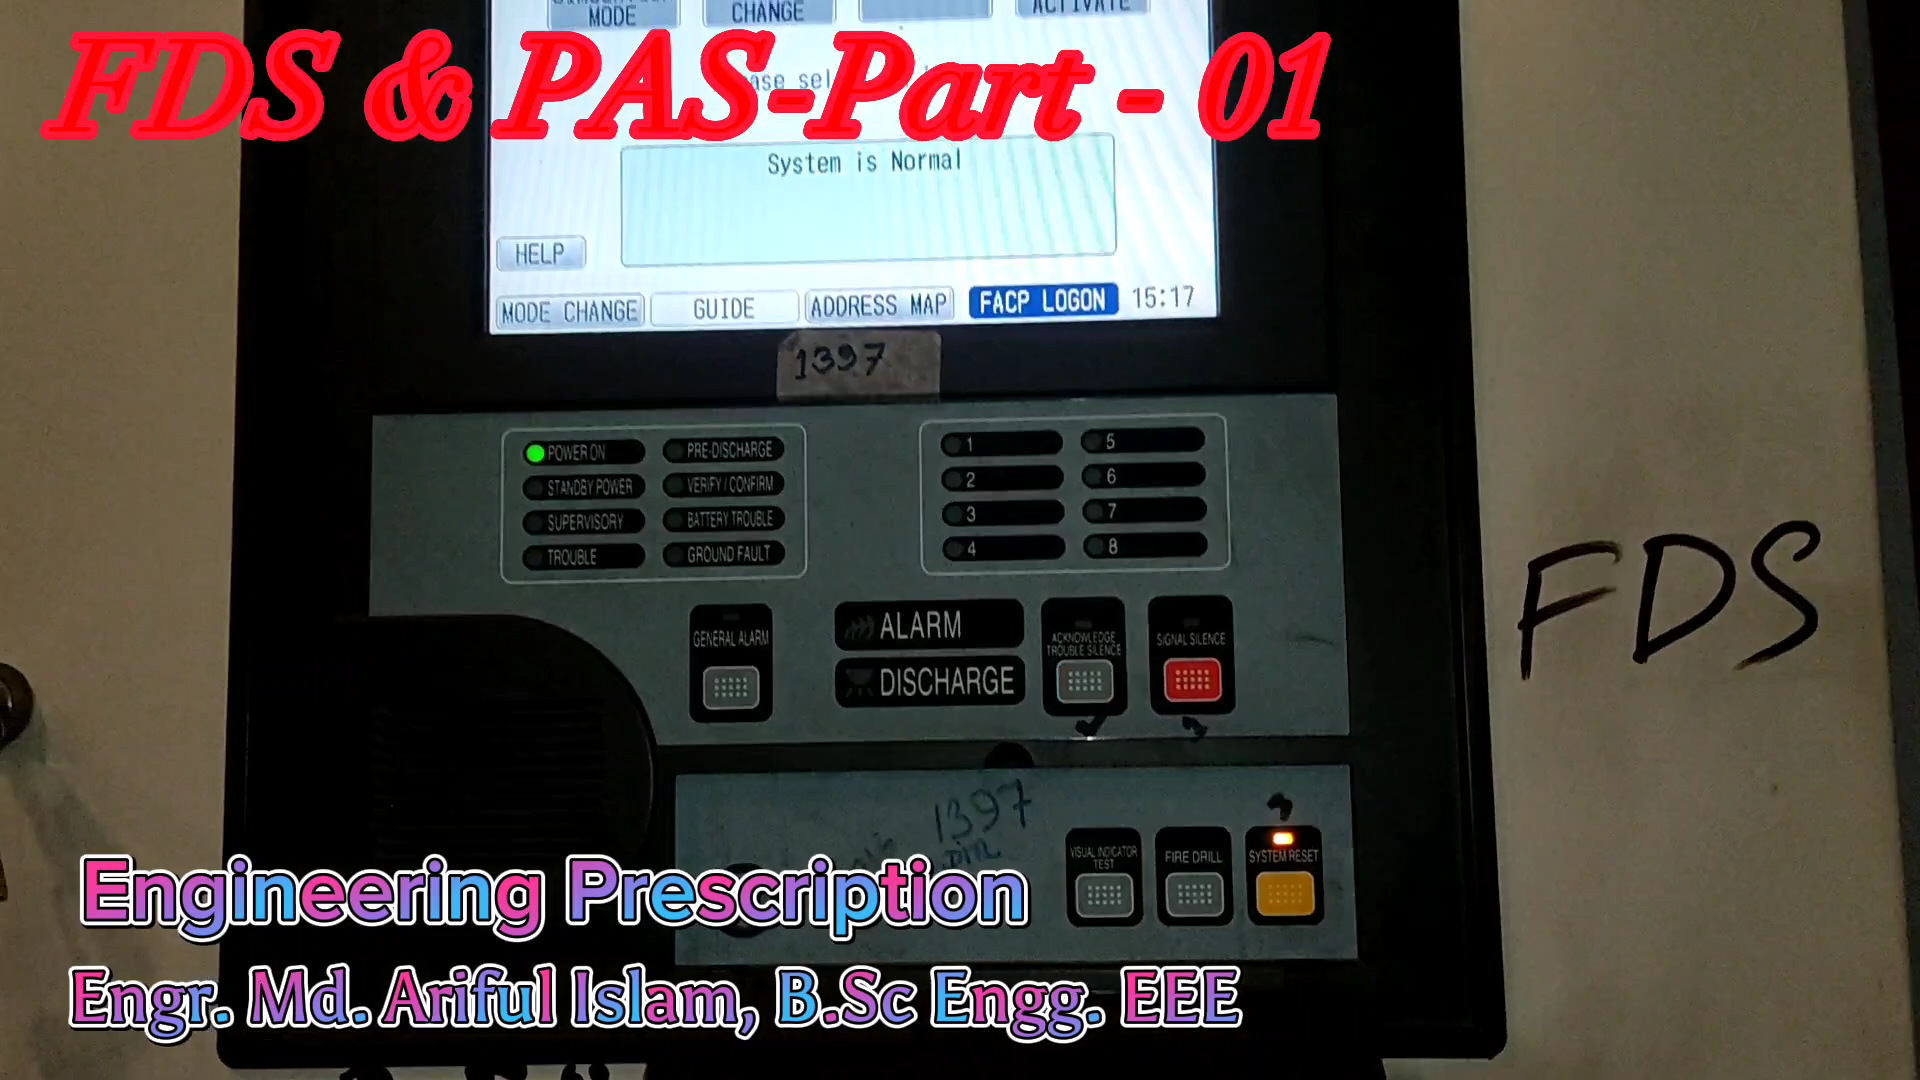 MODE
CHANGE
ACTIVATE
FDS & PAS-Part - 01
System is Normal
HELP
MODE CHANGE
GUIDE
ADDRESS MAP
FACP LOGON
15:17
1397
POWER ON
PRE-DISCHARGE
STANDBY POWER
VERIFY / CONFIRM
SUPERVISORY
BATTERY TROUBLE
TROUBLE
GROUND FAULT
1
5
2
6
3
7
4
8
FDS
GENERAL ALARM
ALARM
DISCHARGE
ACKNOWLEDGE
TROUBLE SILENCE
SIGNAL SILENCE
1397
VISUAL INDICATOR
TEST
FIRE DRILL
SYSTEM RESET
Engineering Prescription
Engr. Md. Ariful Islam, B.Sc Engg. EEE